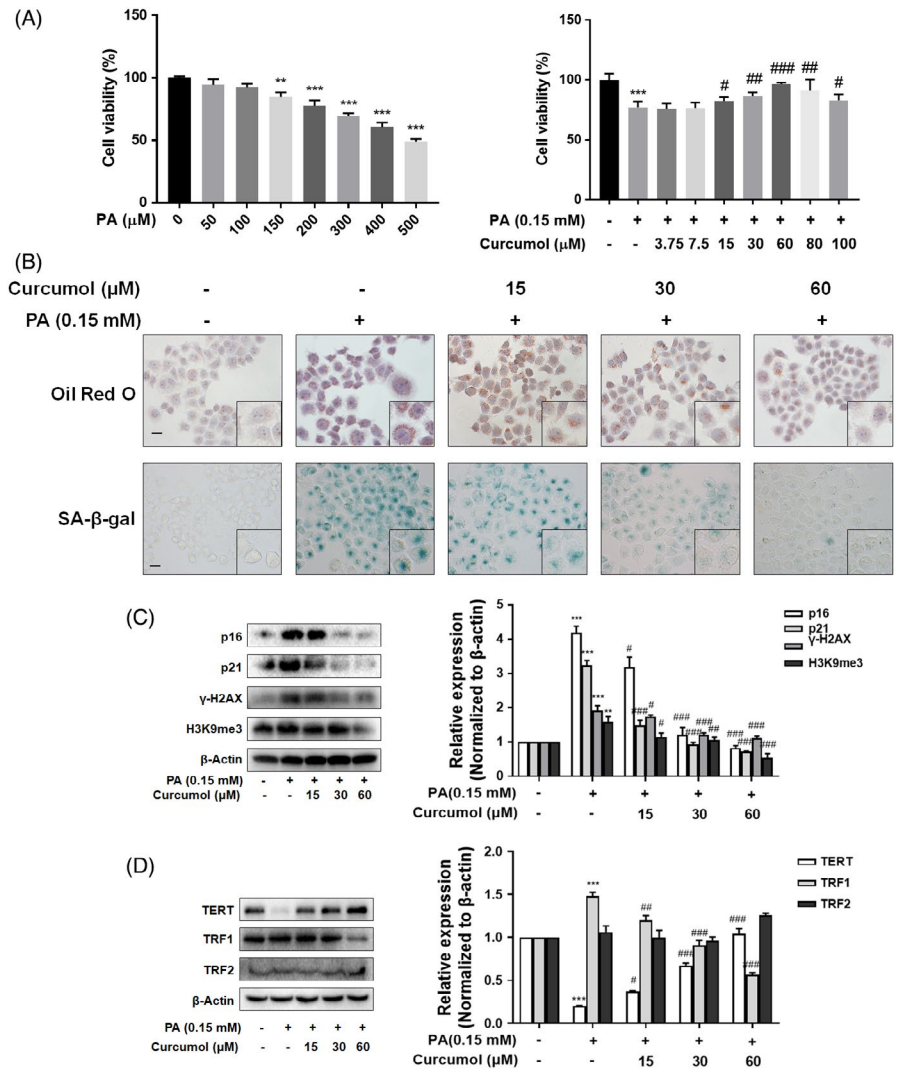 (A)
150
100
50
0
Cell viability (%)
**
***
***
***
***
PA (μM)
0
50
100
150
200
300
400
500
150
100
50
0
Cell viability (%)
***
#
##
###
##
#
PA (0.15 mM) - + + + + + + + +
Curcumol (μM) - - 3.75 7.5 15 30 60 80 100
(B)
Curcumol (μM) - - 15 30 60
PA (0.15 mM) - + + + +
Oil Red O
SA-β-gal
(C)
p16
p21
γ-H2AX
H3K9me3
β-Actin
PA (0.15 mM) - + + + +
Curcumol (μM) - - 15 30 60
Relative expression
(Normalized to β-actin)
5
4
2
1
0
***
***
***
**
#
###
#
#
###
###
###
##
###
###
###
###
p16
p21
γ-H2AX
H3K9me3
PA(0.15 mM) - + + + +
Curcumol (μM) - - 15 30 60
(D)
TERT
TRF1
TRF2
β-Actin
PA (0.15 mM) - + + + +
Curcumol (μM) - - 15 30 60
Relative expression
(Normalized to β-actin)
2.0
1.5
1.0
0.5
0.0
***
***
#
##
###
###
###
###
TERT
TRF1
TRF2
PA(0.15 mM) - + + + +
Curcumol (μM) - - 15 30 60